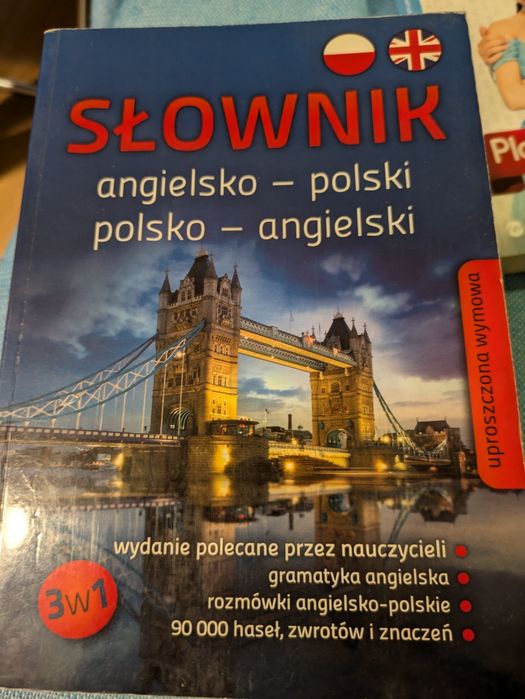 SŁOWNIK
angielsko – polski
polsko – angielski
uproszczona wymowa
wydanie polecane przez nauczycieli
gramatyka angielska
rozmówki angielsko-polskie
90 000 haseł, zwrotów i znaczeń
3w1